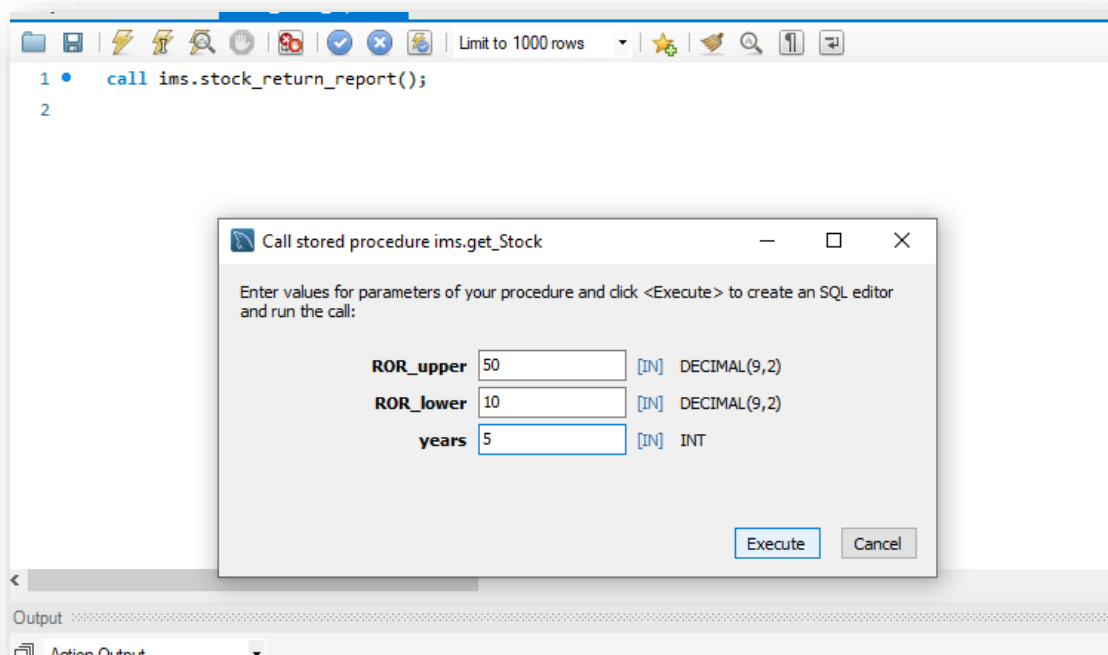 Limit to 1000 rows
1 call ims.stock_return_report();
2
Call stored procedure ims.get_Stock
Enter values for parameters of your procedure and click <Execute> to create an SQL editor
and run the call:
ROR_upper 50 [IN] DECIMAL(9,2)
ROR_lower 10 [IN] DECIMAL(9,2)
years 5 [IN] INT
Execute Cancel
Output
Action Output